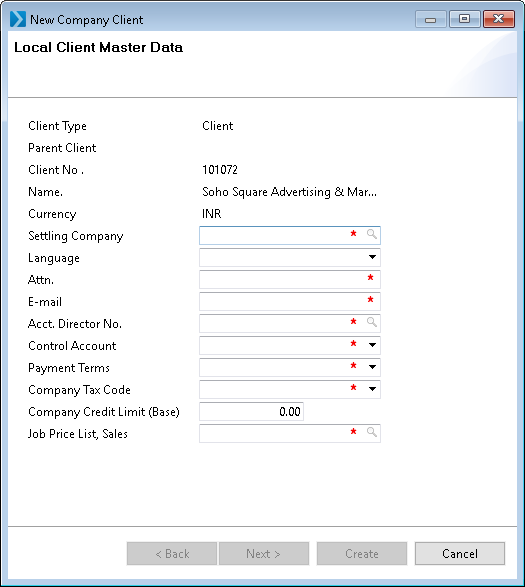 New Company Client
Local Client Master Data
Client Type Client
Parent Client
Client No . 101072
Name. Soho Square Advertising & Mar...
Currency INR
Settling Company *
Language
Attn. *
E-mail *
Acct. Director No. *
Control Account *
Payment Terms *
Company Tax Code *
Company Credit Limit (Base) 0.00
Job Price List, Sales *
< Back Next > Create Cancel